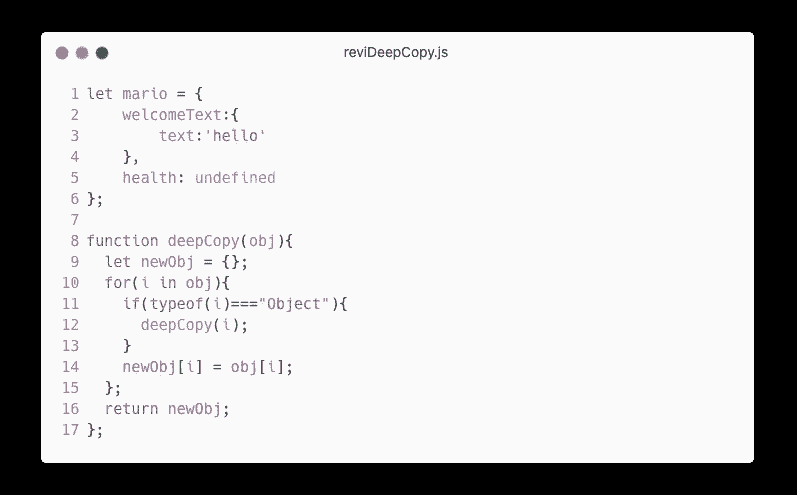 reviDeepCopy.js
1 let mario = {
2     welcomeText:{
3         text:'hello'
4     },
5     health: undefined
6 };
7
8 function deepCopy(obj){
9   let newObj = {};
10   for(i in obj){
11     if(typeof(i)==="Object"){
12       deepCopy(i);
13     }
14     newObj[i] = obj[i];
15   };
16   return newObj;
17 };